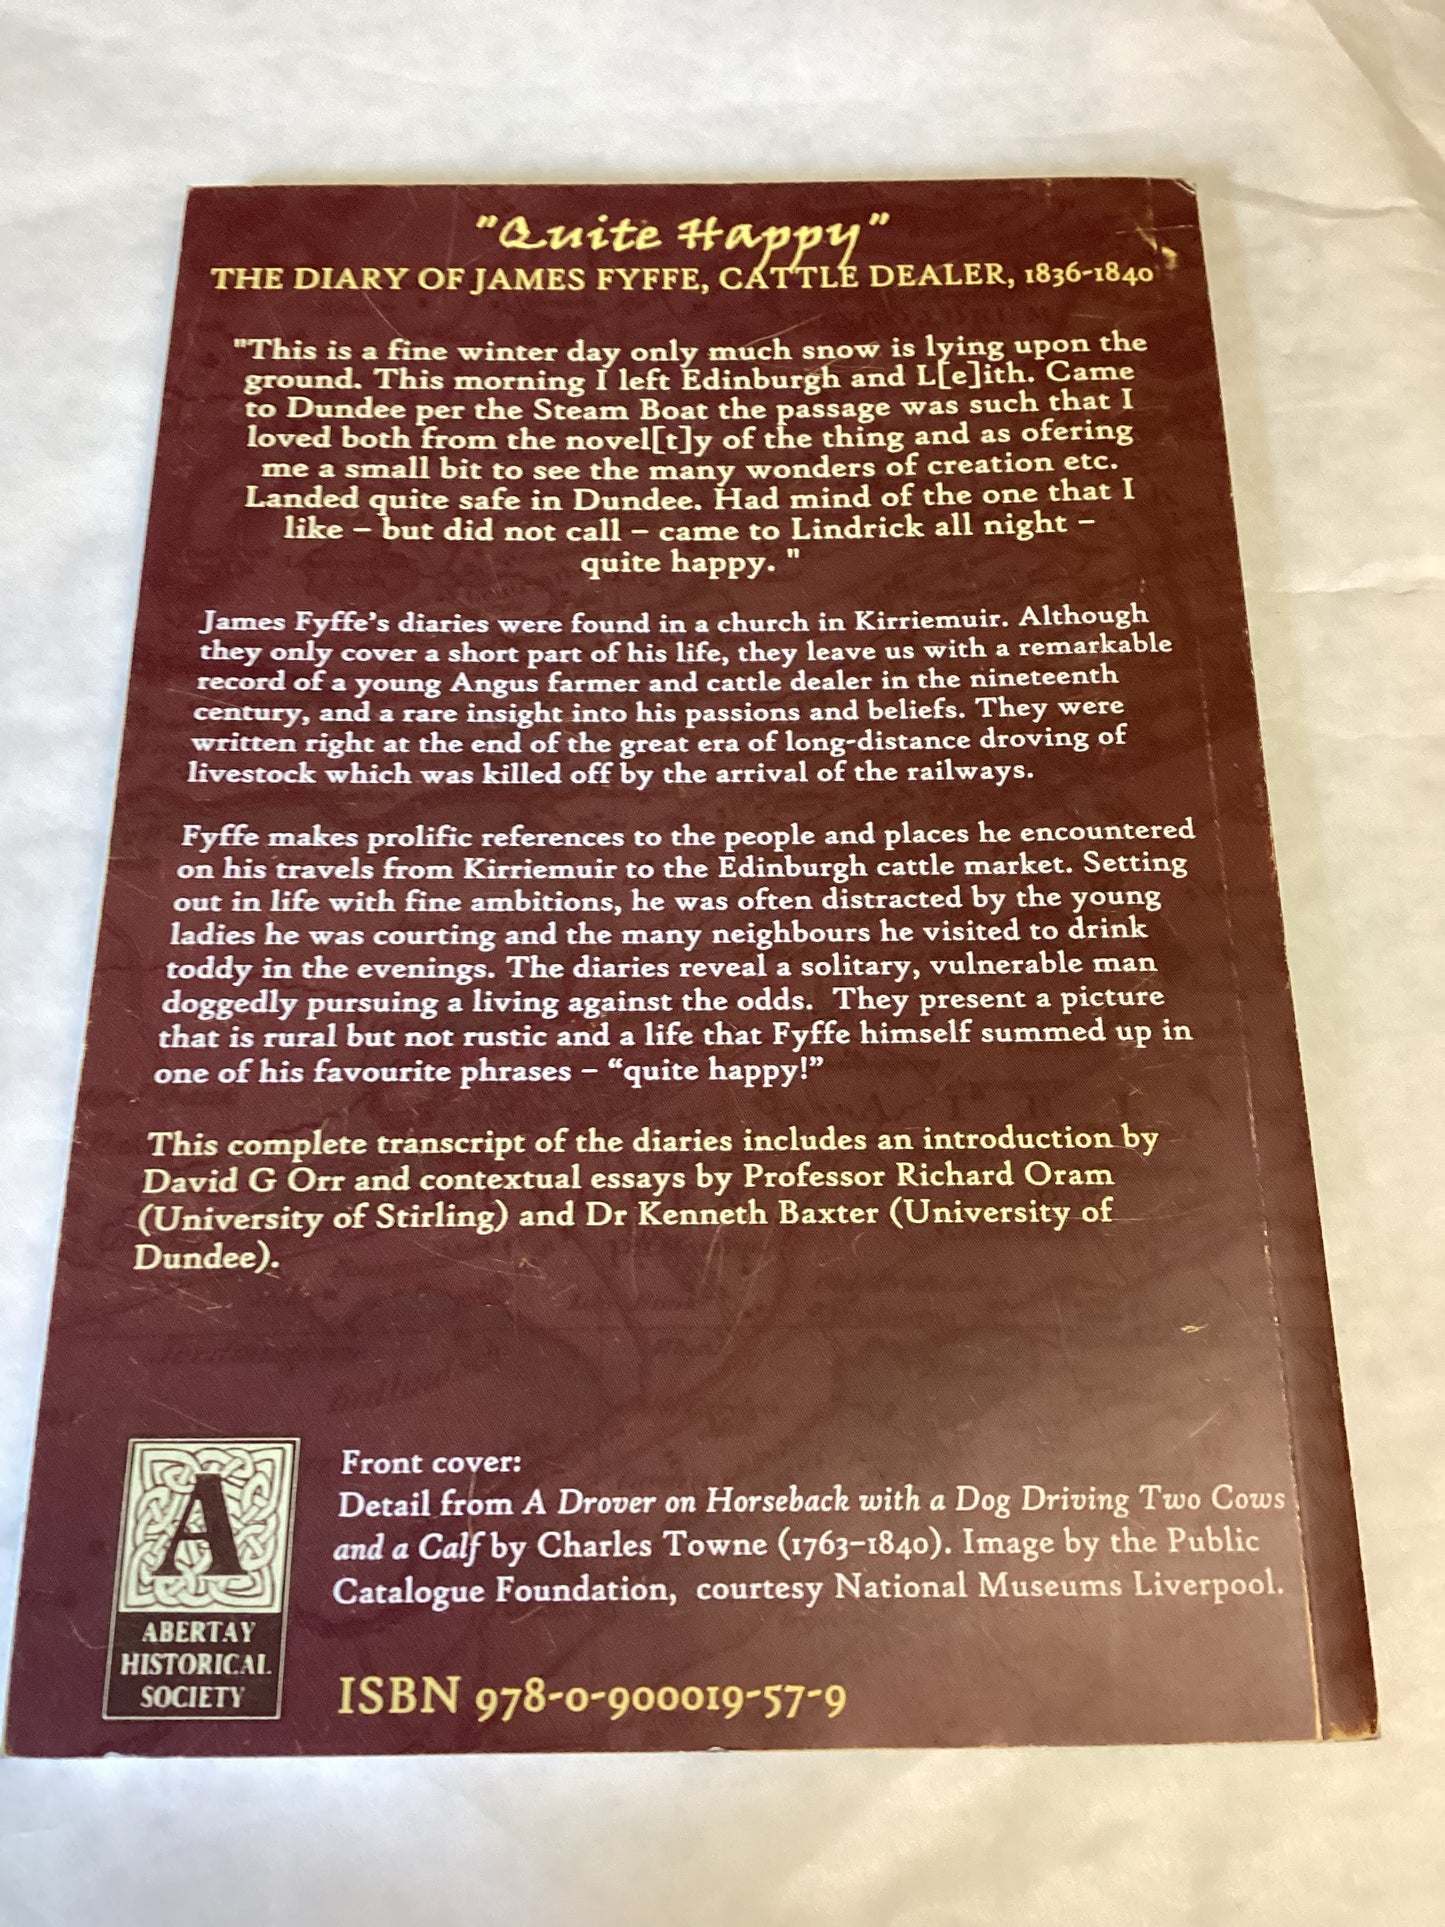 "Quite Happy"
THE DIARY OF JAMES FYFFE, CATTLE DEALER, 1836-1840
"This is a fine winter day only much snow is lying upon the
ground. This morning I left Edinburgh and L[e]ith. Came
to Dundee per the Steam Boat the passage was such that I
loved both from the novel[t]y of the thing and as ofering
me a small bit to see the many wonders of creation etc.
Landed quite safe in Dundee. Had mind of the one that I
like – but did not call – came to Lindrick all night –
quite happy. "
James Fyffe's diaries were found in a church in Kirriemuir. Although
they only cover a short part of his life, they leave us with a remarkable
record of a young Angus farmer and cattle dealer in the nineteenth
century, and a rare insight into his passions and beliefs. They were
written right at the end of the great era of long-distance droving of
livestock which was killed off by the arrival of the railways.
Fyffe makes prolific references to the people and places he encountered
on his travels from Kirriemuir to the Edinburgh cattle market. Setting
out in life with fine ambitions, he was often distracted by the young
ladies he was courting and the many neighbours he visited to drink
toddy in the evenings. The diaries reveal a solitary, vulnerable man
doggedly pursuing a living against the odds.  They present a picture
that is rural but not rustic and a life that Fyffe himself summed up in
one of his favourite phrases – “quite happy!”
This complete transcript of the diaries includes an introduction by
David G Orr and contextual essays by Professor Richard Oram
(University of Stirling) and Dr Kenneth Baxter (University of
Dundee).
Front cover:
Detail from A Drover on Horseback with a Dog Driving Two Cows
and a Calf by Charles Towne (1763–1840). Image by the Public
Catalogue Foundation,  courtesy National Museums Liverpool.
A
ABERTAY
HISTORICAL
SOCIETY
ISBN 978-0-900019-57-9